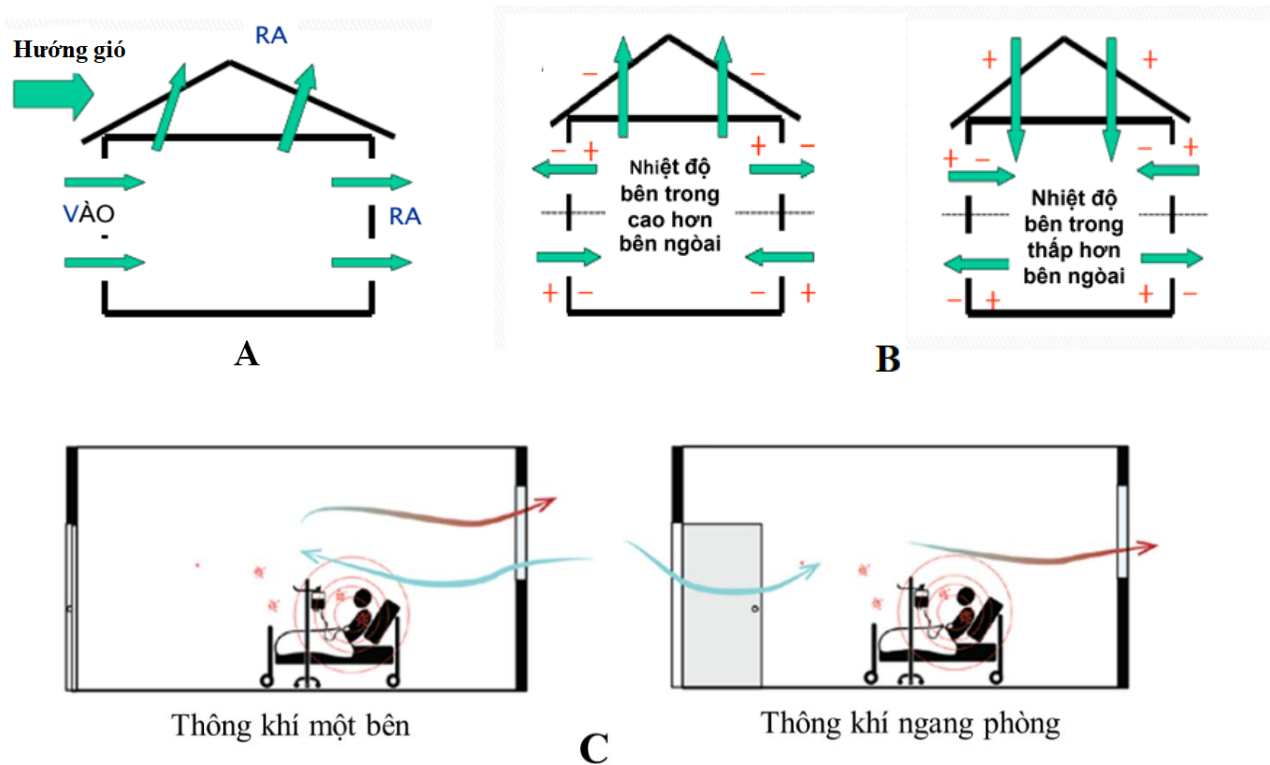 Hướng gió
RA
VÀO
RA
A
Nhiệt độ
bên trong
cao hơn
bên ngòai
Nhiệt độ
bên trong
thấp hơn
bên ngòai
B
Thông khí một bên
Thông khí ngang phòng
C